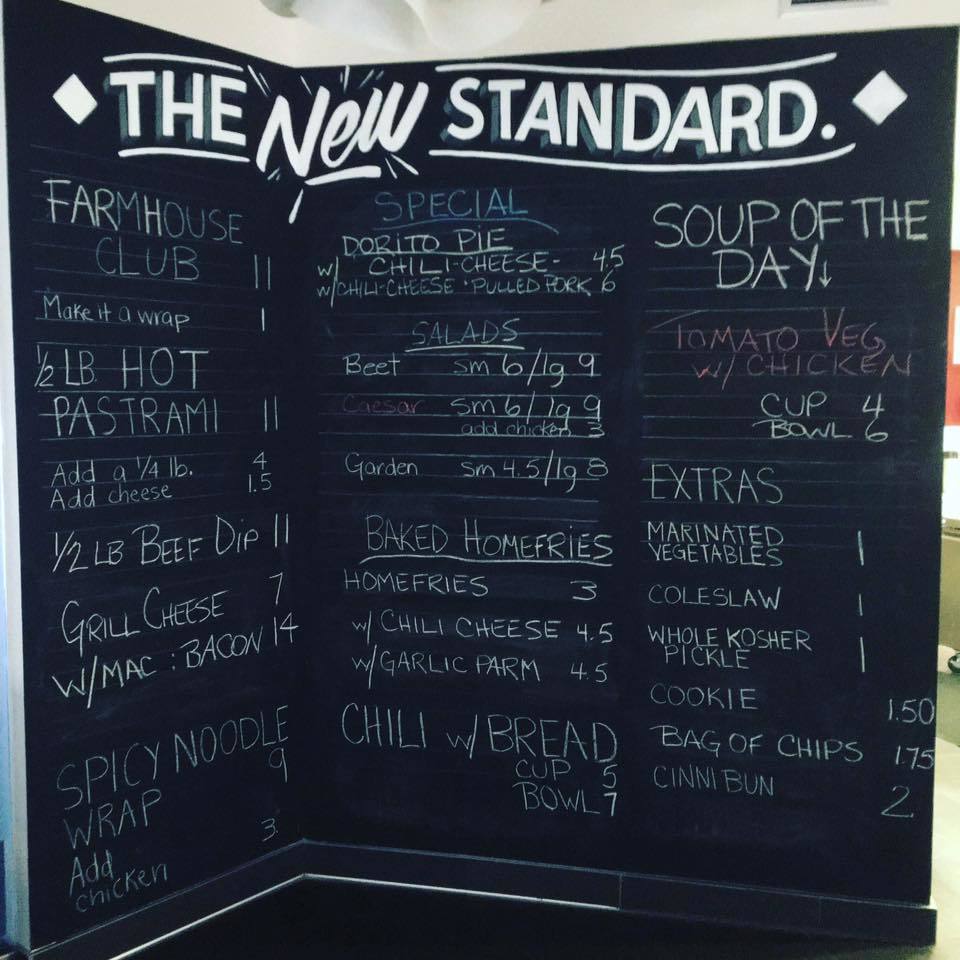 THE New STANDARD.
FARMHOUSE
CLUB 11
Make it a wrap 1
1/2 LB HOT
PASTRAMI 11
Add a 1/4 lb. 4
Add cheese 1.5
1/2 LB BEEF DIP 11
GRILL CHEESE 7
W/MAC : BACON 14
SPICY NOODLE
9
WRAP
Add 3.
chicken
SPECIAL
DORITO PIE
w/ CHILI-CHEESE- 4.5
w/CHILI-CHEESE · PULLED PORK 6
SALADS
Beet sm 6/lg 9
Caesar sm 6/lg 9
add chicken 3
Garden sm 4.5/lg 8
BAKED HOMEFRIES
HOMEFRIES 3
w/ CHILI CHEESE 4.5
w/ GARLIC PARM 4.5
CHILI w/ BREAD
CUP 5
BOWL 7
SOUP OF THE
DAY↓
TOMATO VEG
W/ CHICKEN
CUP 4
BOWL 6
EXTRAS
MARINATED
VEGETABLES 1
COLESLAW 1
WHOLE KOSHER
PICKLE 1
COOKIE 1.50
BAG OF CHIPS 1.75
CINNI BUN 2